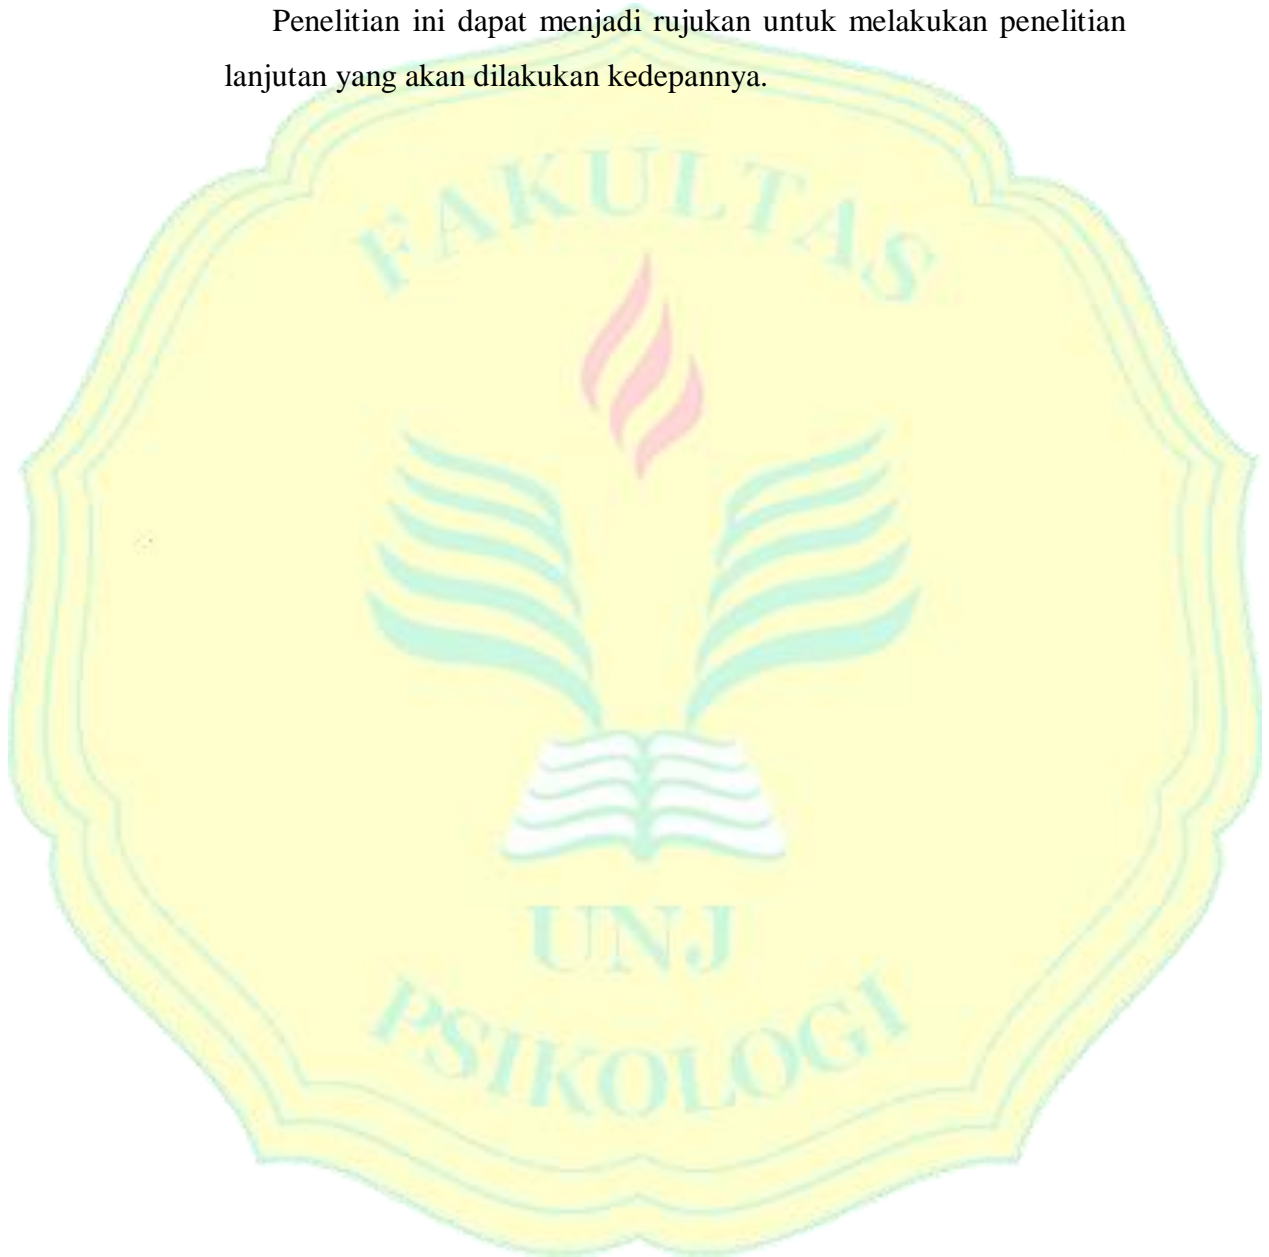 Penelitian ini dapat menjadi rujukan untuk melakukan penelitian
lanjutan yang akan dilakukan kedepannya.
FAKULTAS
UNJ
PSIKOLOGI